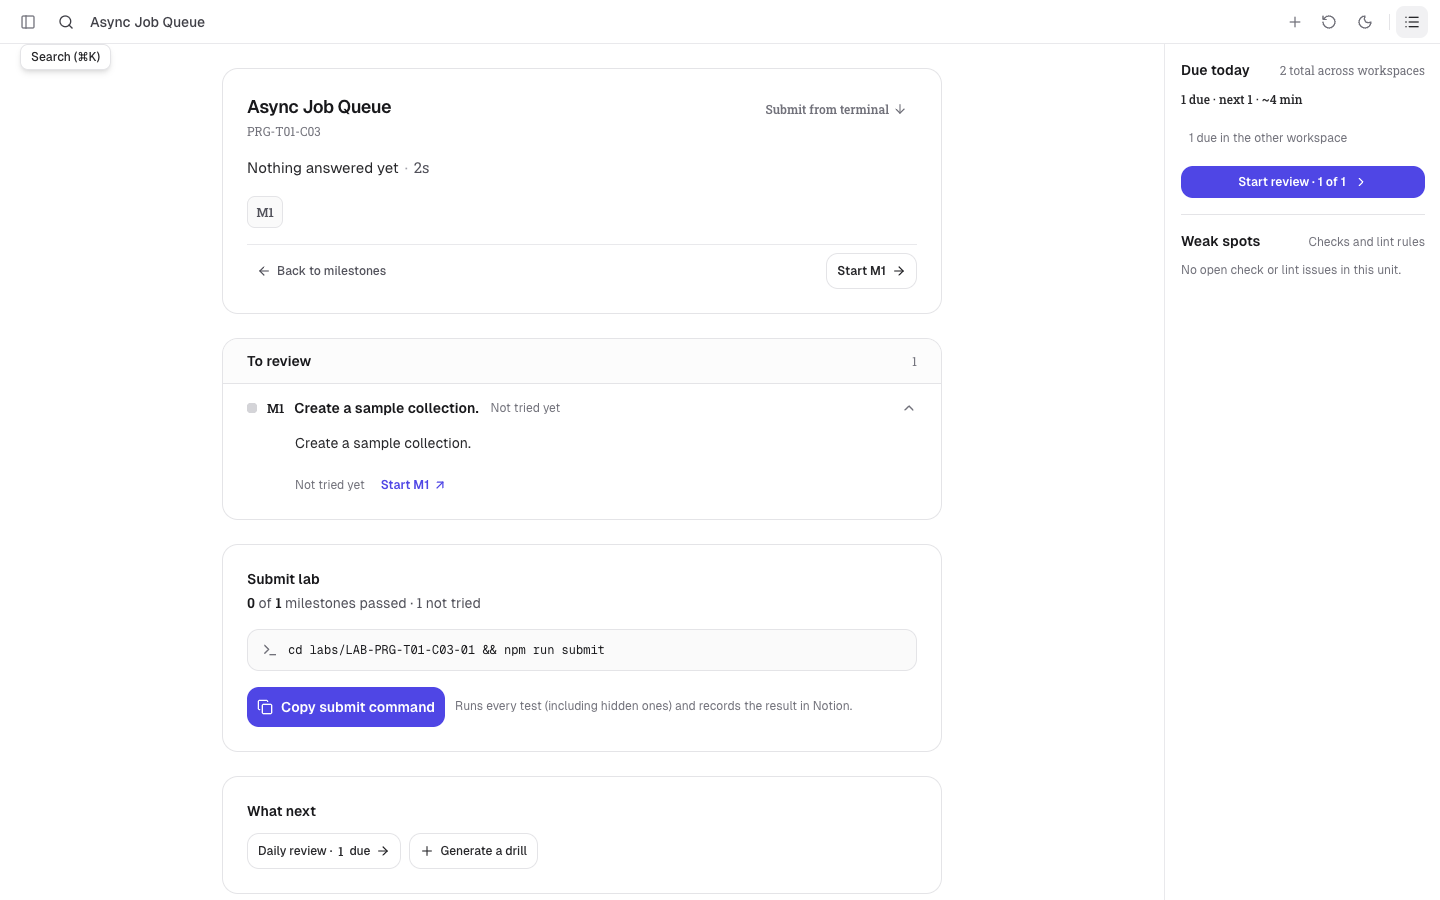 Async Job Queue
Search (⌘K)
Async Job Queue
Submit from terminal ↓
PRG-T01-C03
Nothing answered yet · 2s
M1
← Back to milestones
Start M1 →
To review
1
M1 Create a sample collection. Not tried yet
Create a sample collection.
Not tried yet Start M1 ↗
Submit lab
0 of 1 milestones passed · 1 not tried
>_ cd labs/LAB-PRG-T01-C03-01 && npm run submit
Copy submit command
Runs every test (including hidden ones) and records the result in Notion.
What next
Daily review · 1 due →
+ Generate a drill
Due today
2 total across workspaces
1 due · next 1 · ~4 min
1 due in the other workspace
Start review · 1 of 1 >
Weak spots
Checks and lint rules
No open check or lint issues in this unit.